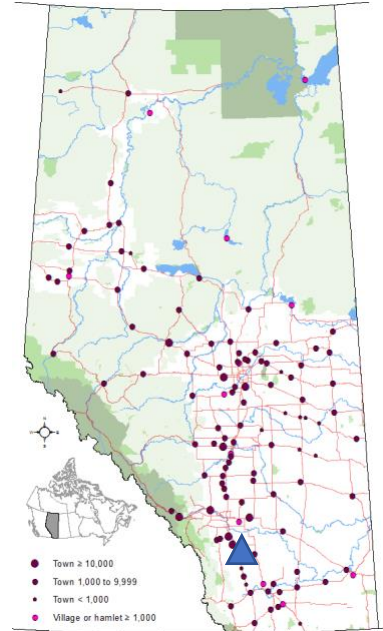 Town ≥ 10,000
Town 1,000 to 9,999
Town < 1,000
Village or hamlet ≥ 1,000